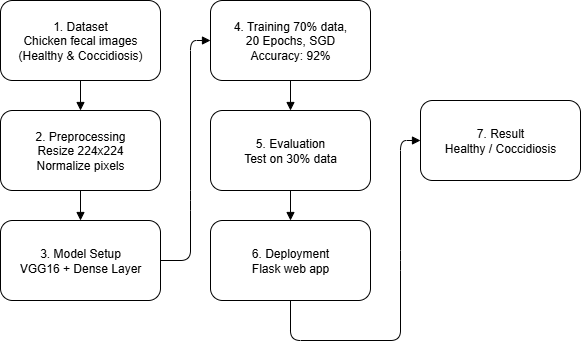 1. Dataset
Chicken fecal images
(Healthy & Coccidiosis)
2. Preprocessing
Resize 224x224
Normalize pixels
3. Model Setup
VGG16 + Dense Layer
4. Training 70% data,
20 Epochs, SGD
Accuracy: 92%
5. Evaluation
Test on 30% data
6. Deployment
Flask web app
7. Result
Healthy / Coccidiosis